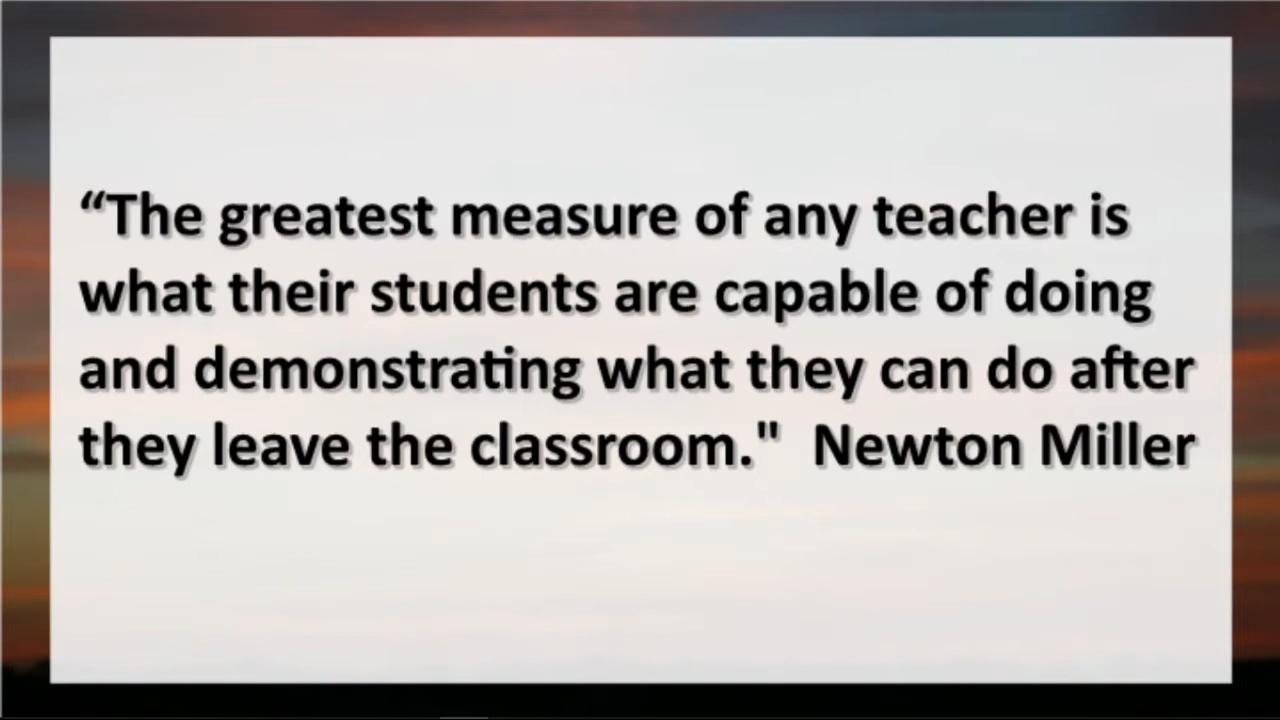 “The greatest measure of any teacher is
what their students are capable of doing
and demonstrating what they can do after
they leave the classroom."  Newton Miller